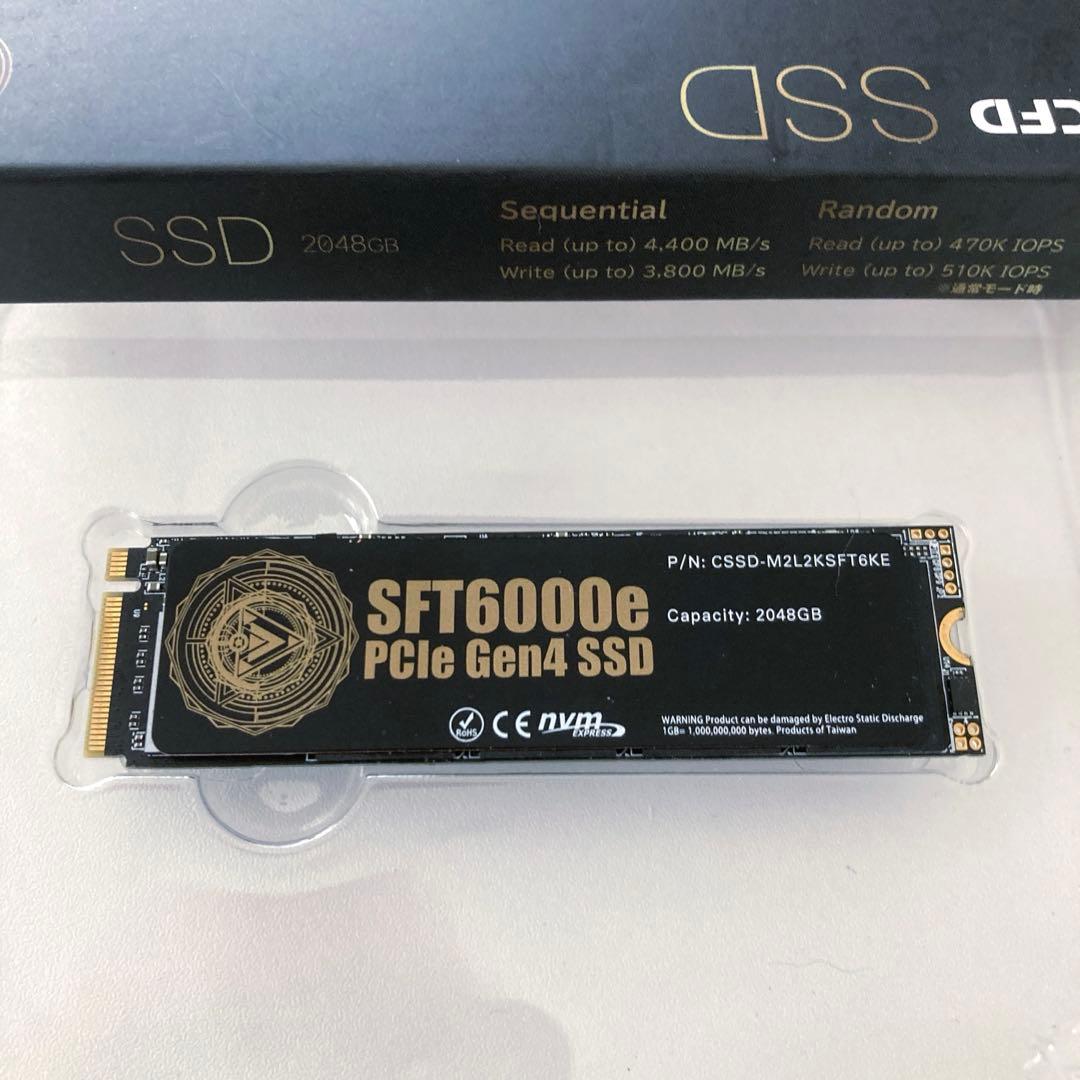 SSD
CFD
SSD 2048GB
Sequential
Read (up to) 4,400 MB/s
Write (up to) 3,800 MB/s
Random
Read (up to) 470K IOPS
Write (up to) 510K IOPS
※通常モード時
SFT6000e
PCIe Gen4 SSD
P/N: CSSD-M2L2KSFT6KE
Capacity: 2048GB
RoHS CE nvm
EXPRESS
WARNING Product can be damaged by Electro Static Discharge
1GB= 1,000,000,000 bytes. Products of Taiwan